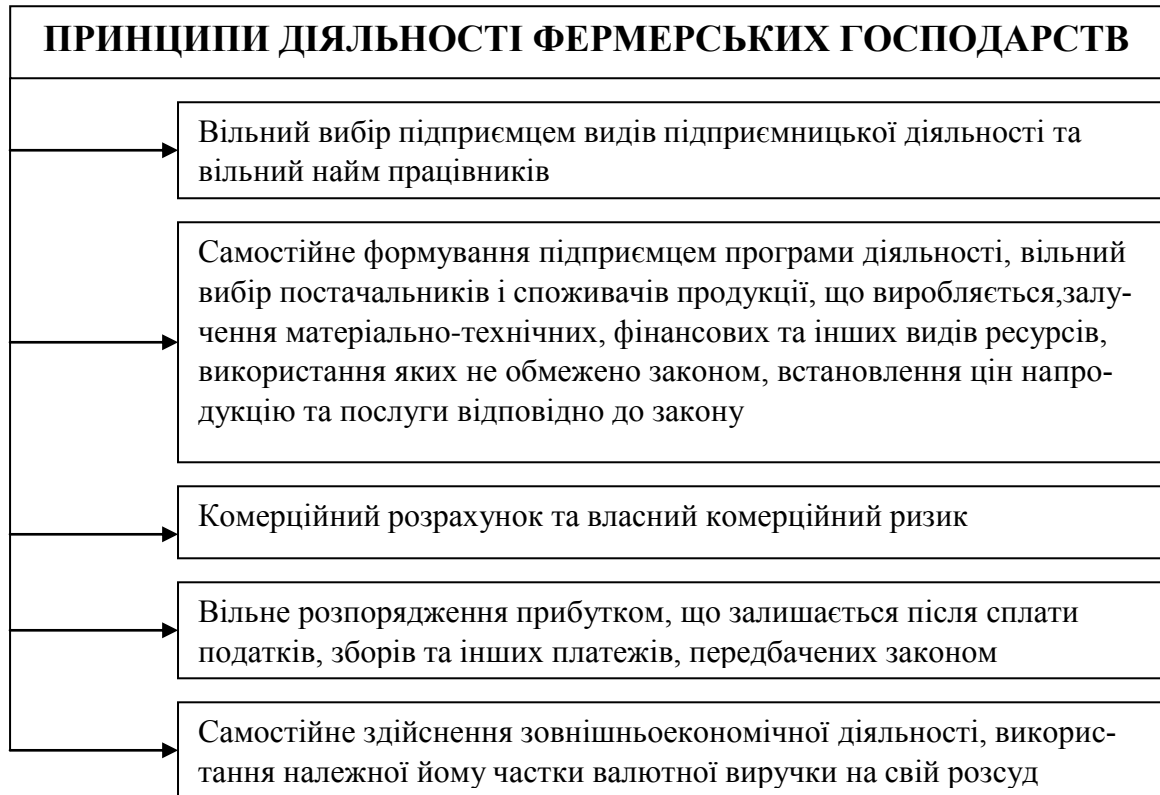 ПРИНЦИПИ ДІЯЛЬНОСТІ ФЕРМЕРСЬКИХ ГОСПОДАРСТВ
Вільний вибір підприємцем видів підприємницької діяльності та
вільний найм працівників
Самостійне формування підприємцем програми діяльності, вільний
вибір постачальників і споживачів продукції, що виробляється,залу-
чення матеріально-технічних, фінансових та інших видів ресурсів,
використання яких не обмежено законом, встановлення цін напро-
дукцію та послуги відповідно до закону
Комерційний розрахунок та власний комерційний ризик
Вільне розпорядження прибутком, що залишається після сплати
податків, зборів та інших платежів, передбачених законом
Самостійне здійснення зовнішньоекономічної діяльності, викорис-
тання належної йому частки валютної виручки на свій розсуд